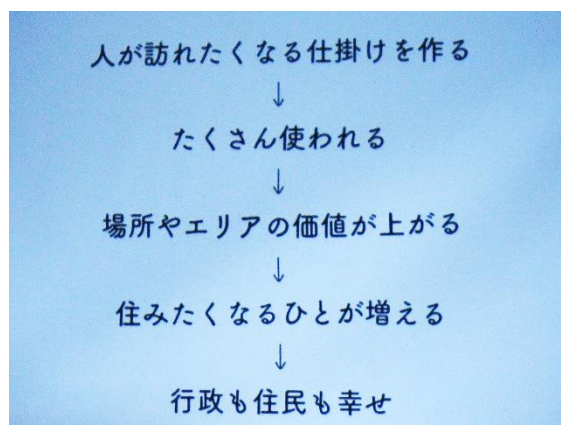 人が訪れたくなる仕掛けを作る
↓
たくさん使われる
↓
場所やエリアの価値が上がる
↓
住みたくなるひとが増える
↓
行政も住民も幸せ